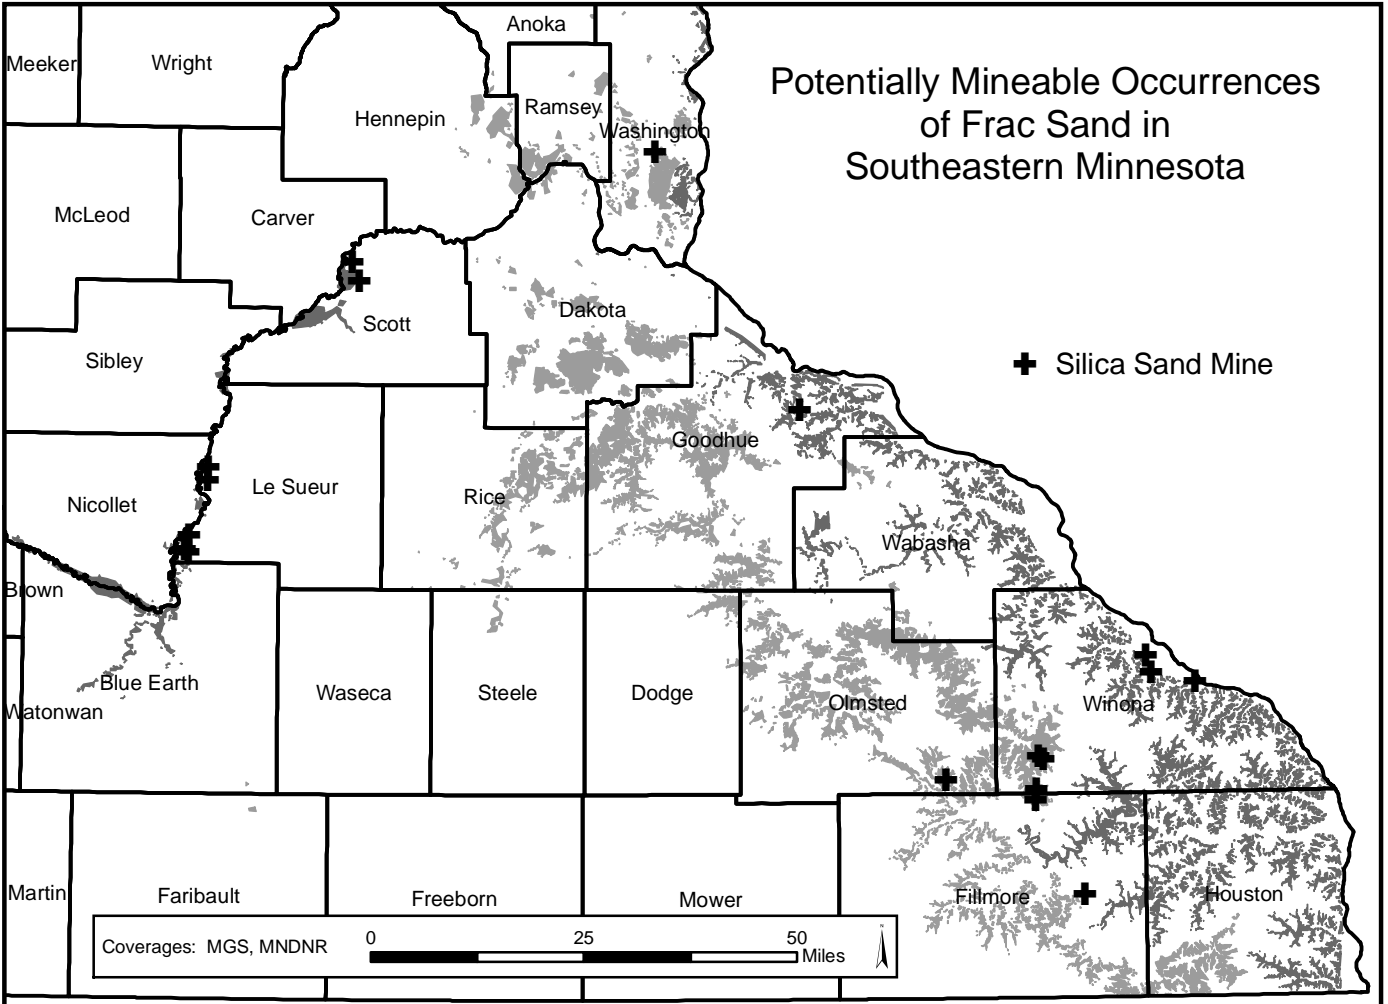 Anoka
Meeker
Wright
Potentially Mineable Occurrences
of Frac Sand in
Southeastern Minnesota
Hennepin
Ramsey
Washington
McLeod
Carver
Dakota
Scott
Sibley
Silica Sand Mine
Goodhue
Le Sueur
Rice
Nicollet
Wabasha
Brown
Blue Earth
Waseca
Steele
Dodge
Olmsted
Winona
Watonwan
Martin
Faribault
Freeborn
Mower
Fillmore
Houston
Coverages: MGS, MNDNR
0 25 50
Miles
N